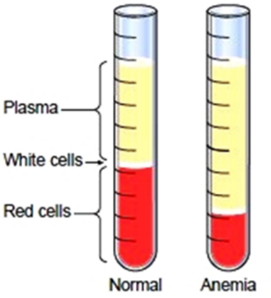 Plasma
White cells
Red cells
Normal
Anemia